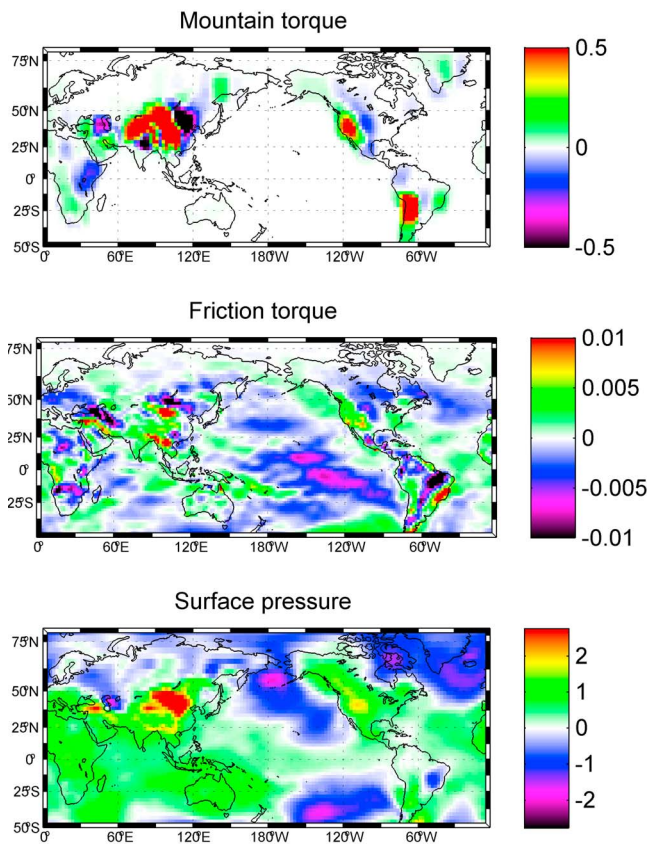 Mountain torque
75°N
50°N
25°N
0°
25°S
50°S
0° 60°E 120°E 180°W 120°W 60°W
0.5
0
-0.5
Friction torque
75°N
50°N
25°N
0°
25°S
0° 60°E 120°E 180°W 120°W 60°W
0.01
0.005
0
-0.005
-0.01
Surface pressure
75°N
50°N
25°N
0°
25°S
50°S
0° 60°E 120°E 180°W 120°W 60°W
2
1
0
-1
-2